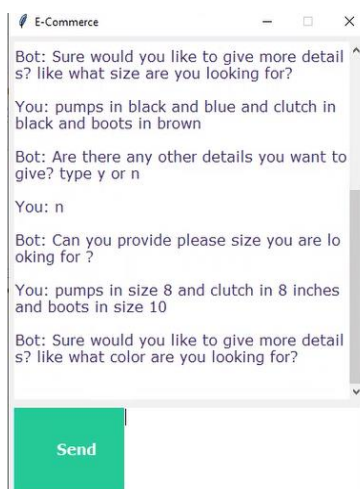 E-Commerce
Bot: Sure would you like to give more detail
s? like what size are you looking for?
You: pumps in black and blue and clutch in
black and boots in brown
Bot: Are there any other details you want to
give? type y or n
You: n
Bot: Can you provide please size you are lo
oking for ?
You: pumps in size 8 and clutch in 8 inches
and boots in size 10
Bot: Sure would you like to give more detail
s? like what color are you looking for?
Send